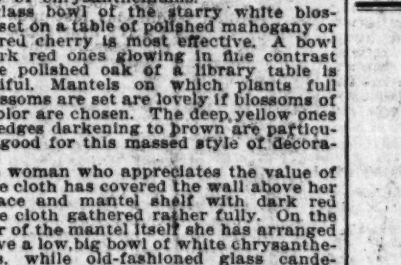 of chrysanthemums.
glass bowl of the starry white blos-
set on a table of polished mahogany or
red cherry is most effective. A bowl
rk red ones glowing in fine contrast
e polished oak of a library table is
iful. Mantels on which plants full
ssoms are set are lovely if blossoms of
olor are chosen. The deep yellow ones
edges darkening to brown are particu-
good for this massed style of decora-
woman who appreciates the value of
e cloth has covered the wall above her
ace and mantel shelf with dark red
e cloth gathered rather fully. On the
r of the mantel itself she has arranged
ve a low, big bowl of white chrysanthe-
s, while old-fashioned glass cande-